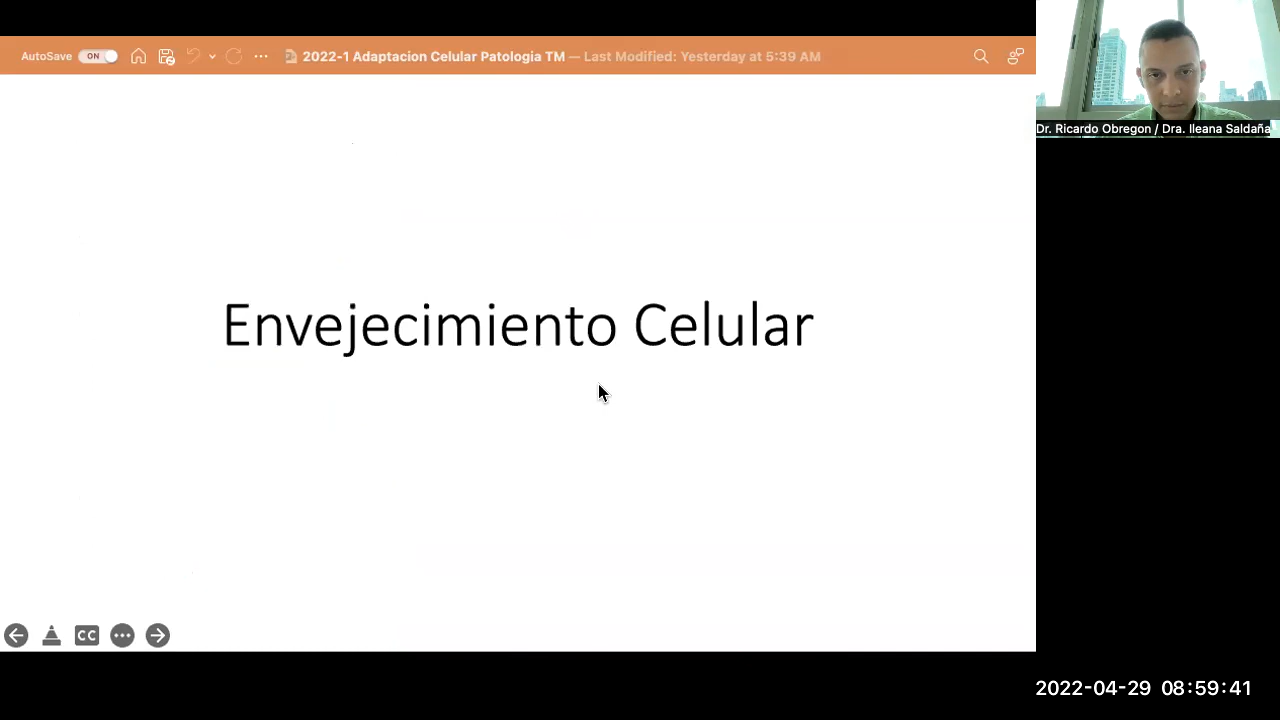 AutoSave ON 2022-1 Adaptacion Celular Patologia TM — Last Modified: Yesterday at 5:39 AM
Dr. Ricardo Obregon / Dra. Ileana Saldaña
Envejecimiento Celular
CC
2022-04-29 08:59:41